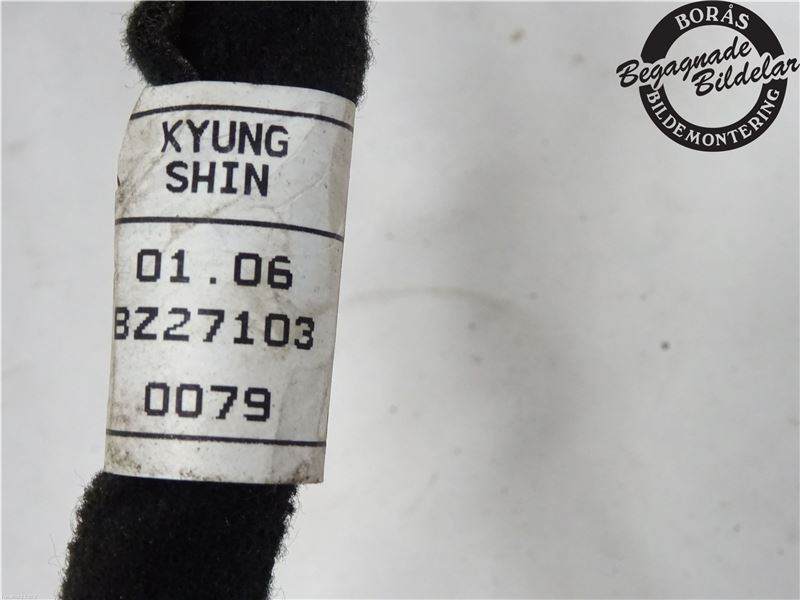 KYUNG
SHIN
01.06
BZ27103
0079
BORÅS
Begagnade
Bildelar
BILDEMONTERING